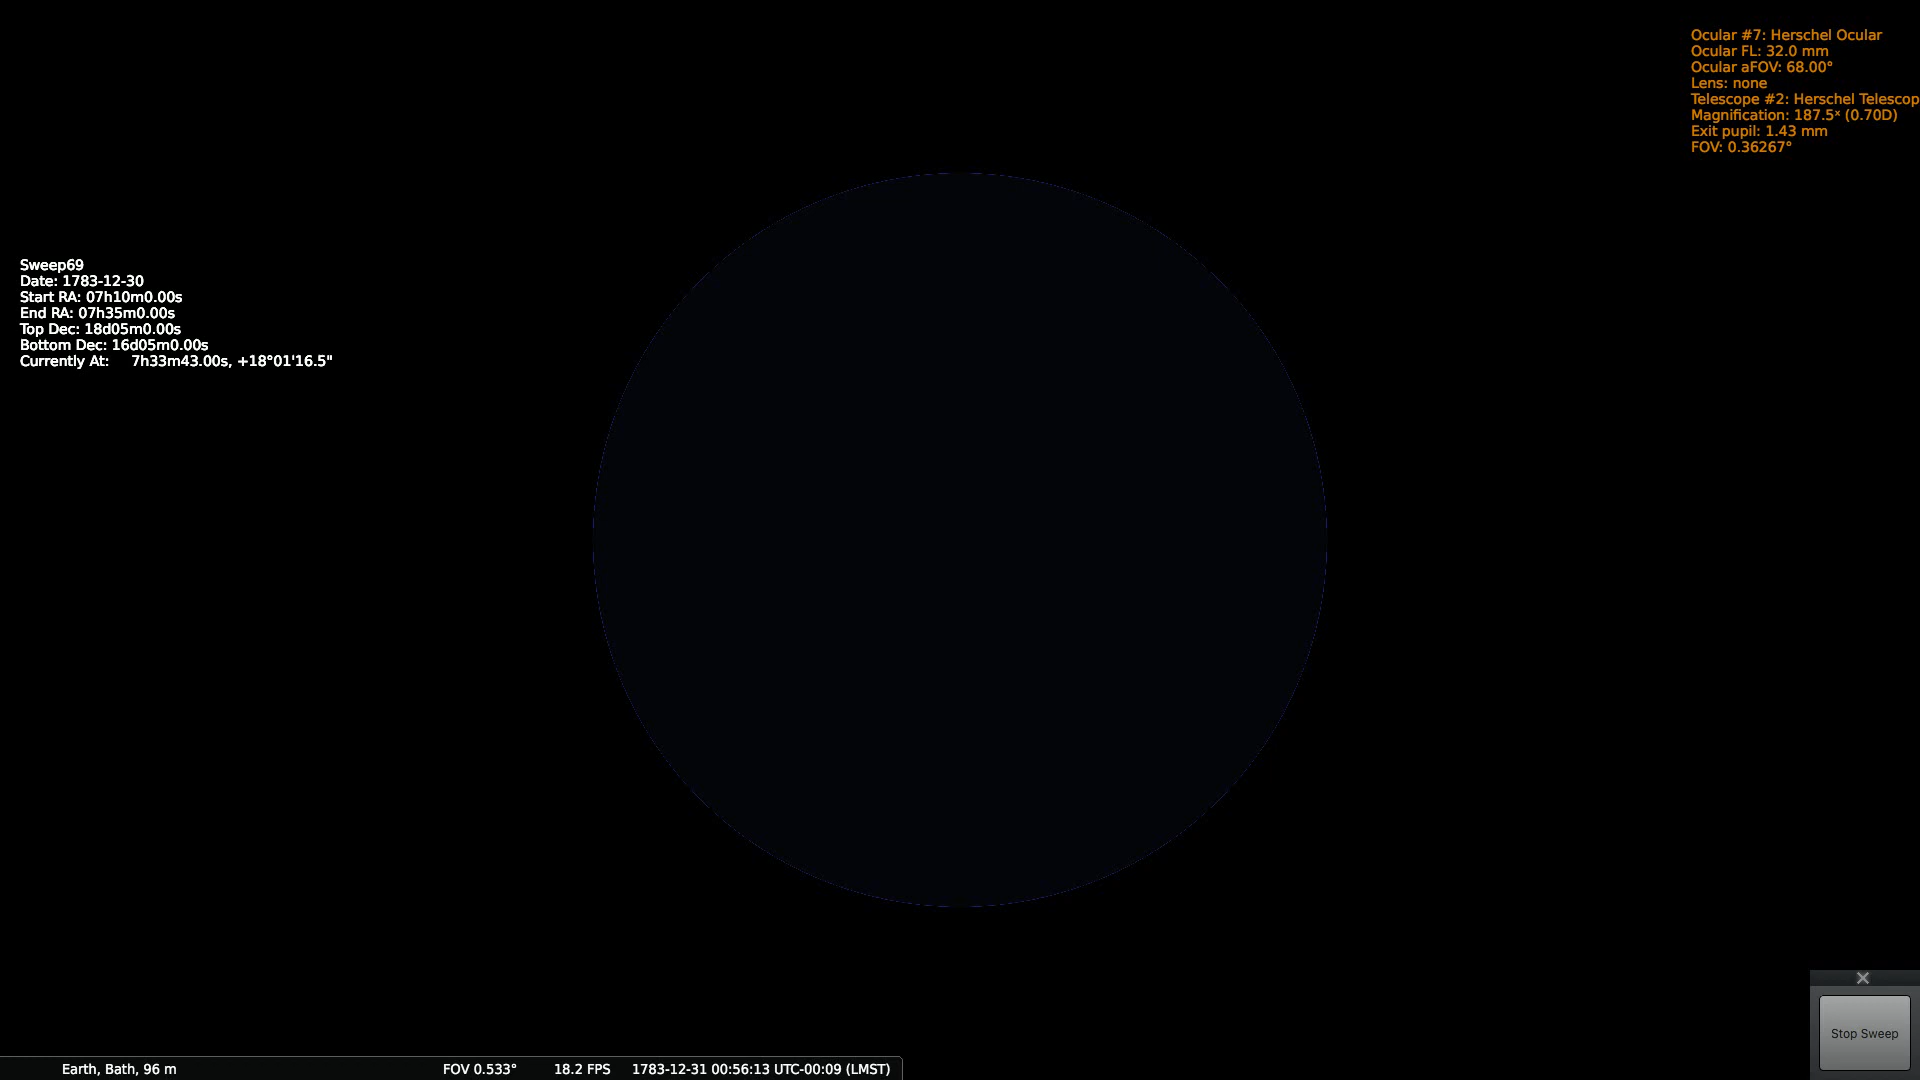 Ocular #7: Herschel Ocular
Ocular FL: 32.0 mm
Ocular aFOV: 68.00°
Lens: none
Telescope #2: Herschel Telescop
Magnification: 187.5ˣ (0.70D)
Exit pupil: 1.43 mm
FOV: 0.36267°
Sweep69
Date: 1783-12-30
Start RA: 07h10m0.00s
End RA: 07h35m0.00s
Top Dec: 18d05m0.00s
Bottom Dec: 16d05m0.00s
Currently At: 7h33m43.00s, +18°01'16.5"
Stop Sweep
Earth, Bath, 96 m FOV 0.533° 18.2 FPS 1783-12-31 00:56:13 UTC-00:09 (LMST)